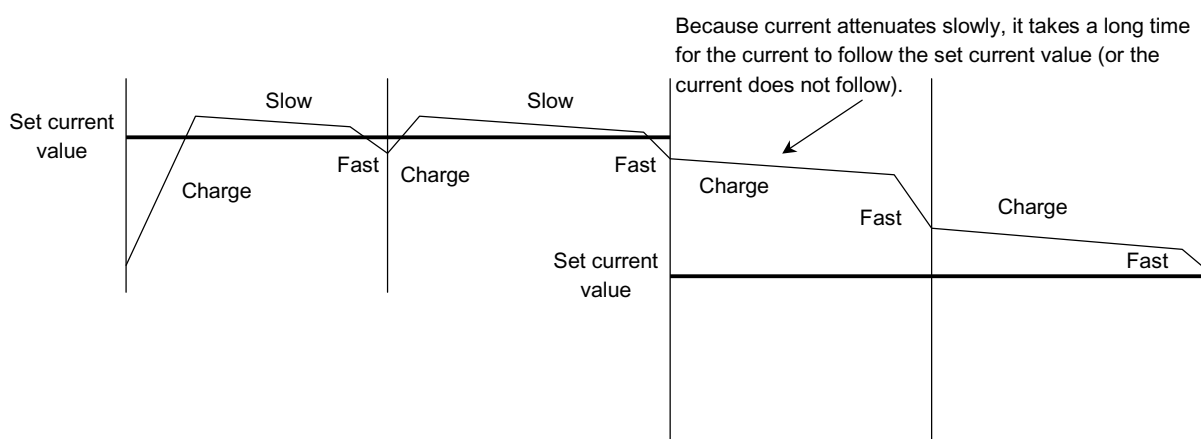 Because current attenuates slowly, it takes a long time
for the current to follow the set current value (or the
current does not follow).
Slow
Slow
Set current
value
Fast
Charge
Fast
Charge
Charge
Fast
Charge
Set current
value
Fast